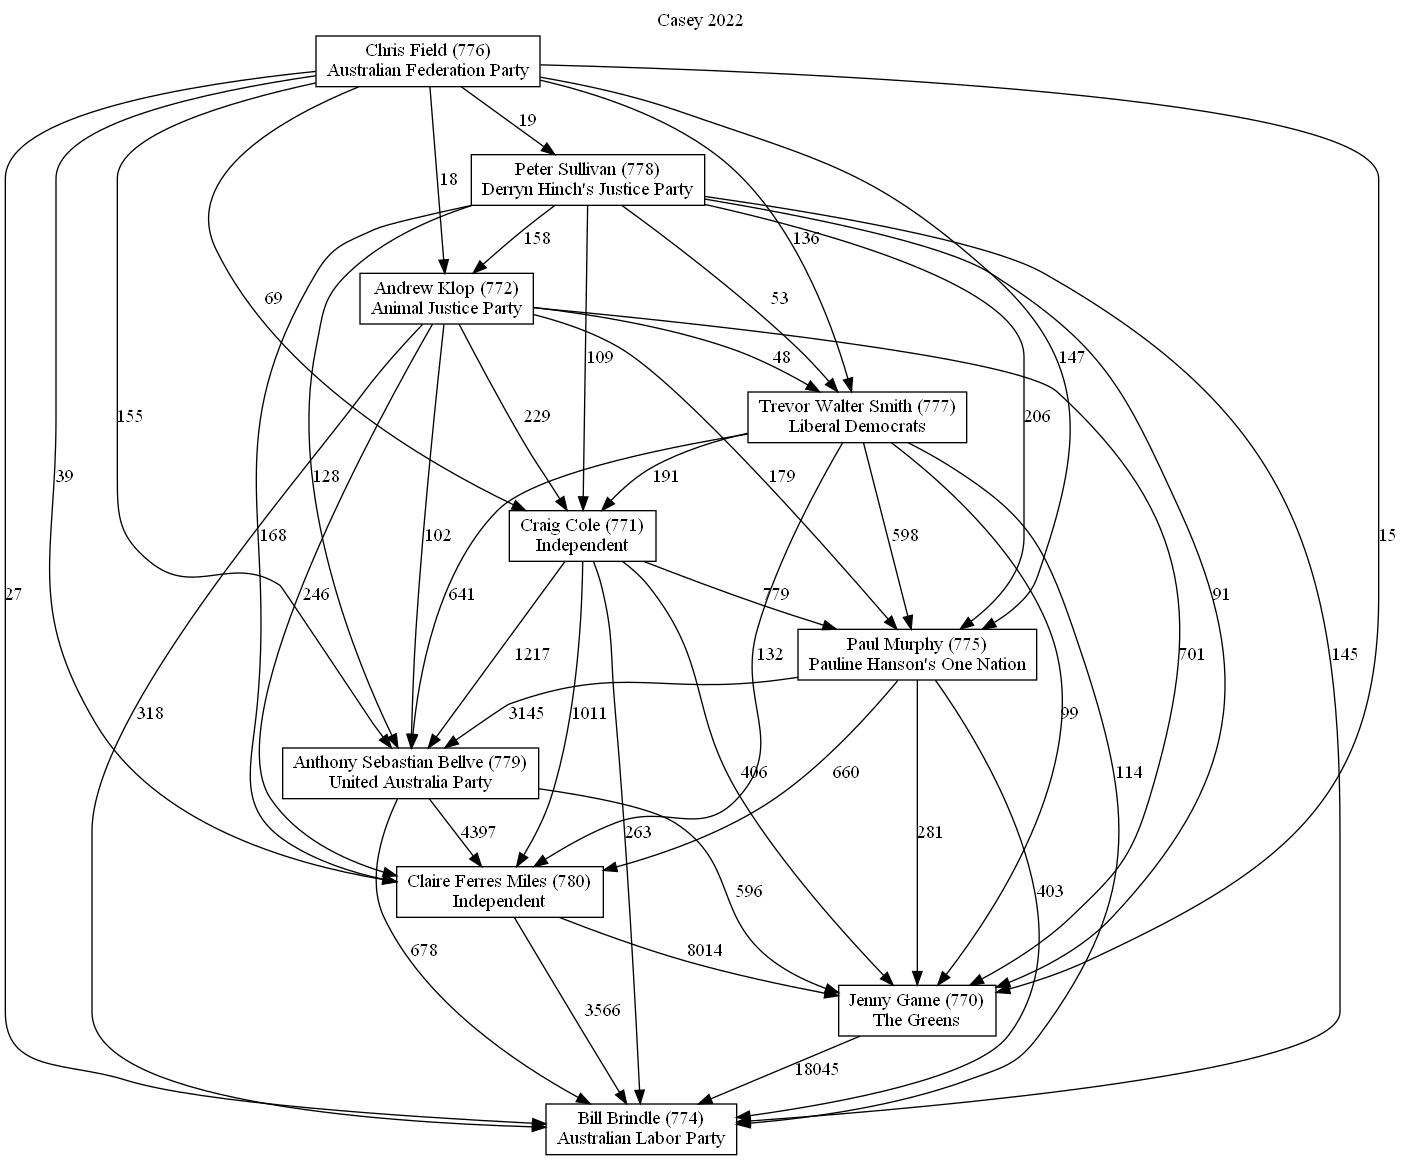 Casey 2022
Chris Field (776)
Australian Federation Party
19
Peter Sullivan (778)
Derryn Hinch's Justice Party
18
158
136
Andrew Klop (772)
Animal Justice Party
69
53
109
48
147
Trevor Walter Smith (777)
Liberal Democrats
155
229
206
39
128
191
179
Craig Cole (771)
Independent
168
102
598
15
27
246
641
779
91
Paul Murphy (775)
Pauline Hanson's One Nation
1217
132
701
145
318
3145
1011
99
Anthony Sebastian Bellve (779)
United Australia Party
406
660
114
4397
263
281
Claire Ferres Miles (780)
Independent
596
403
678
8014
Jenny Game (770)
The Greens
3566
18045
Bill Brindle (774)
Australian Labor Party